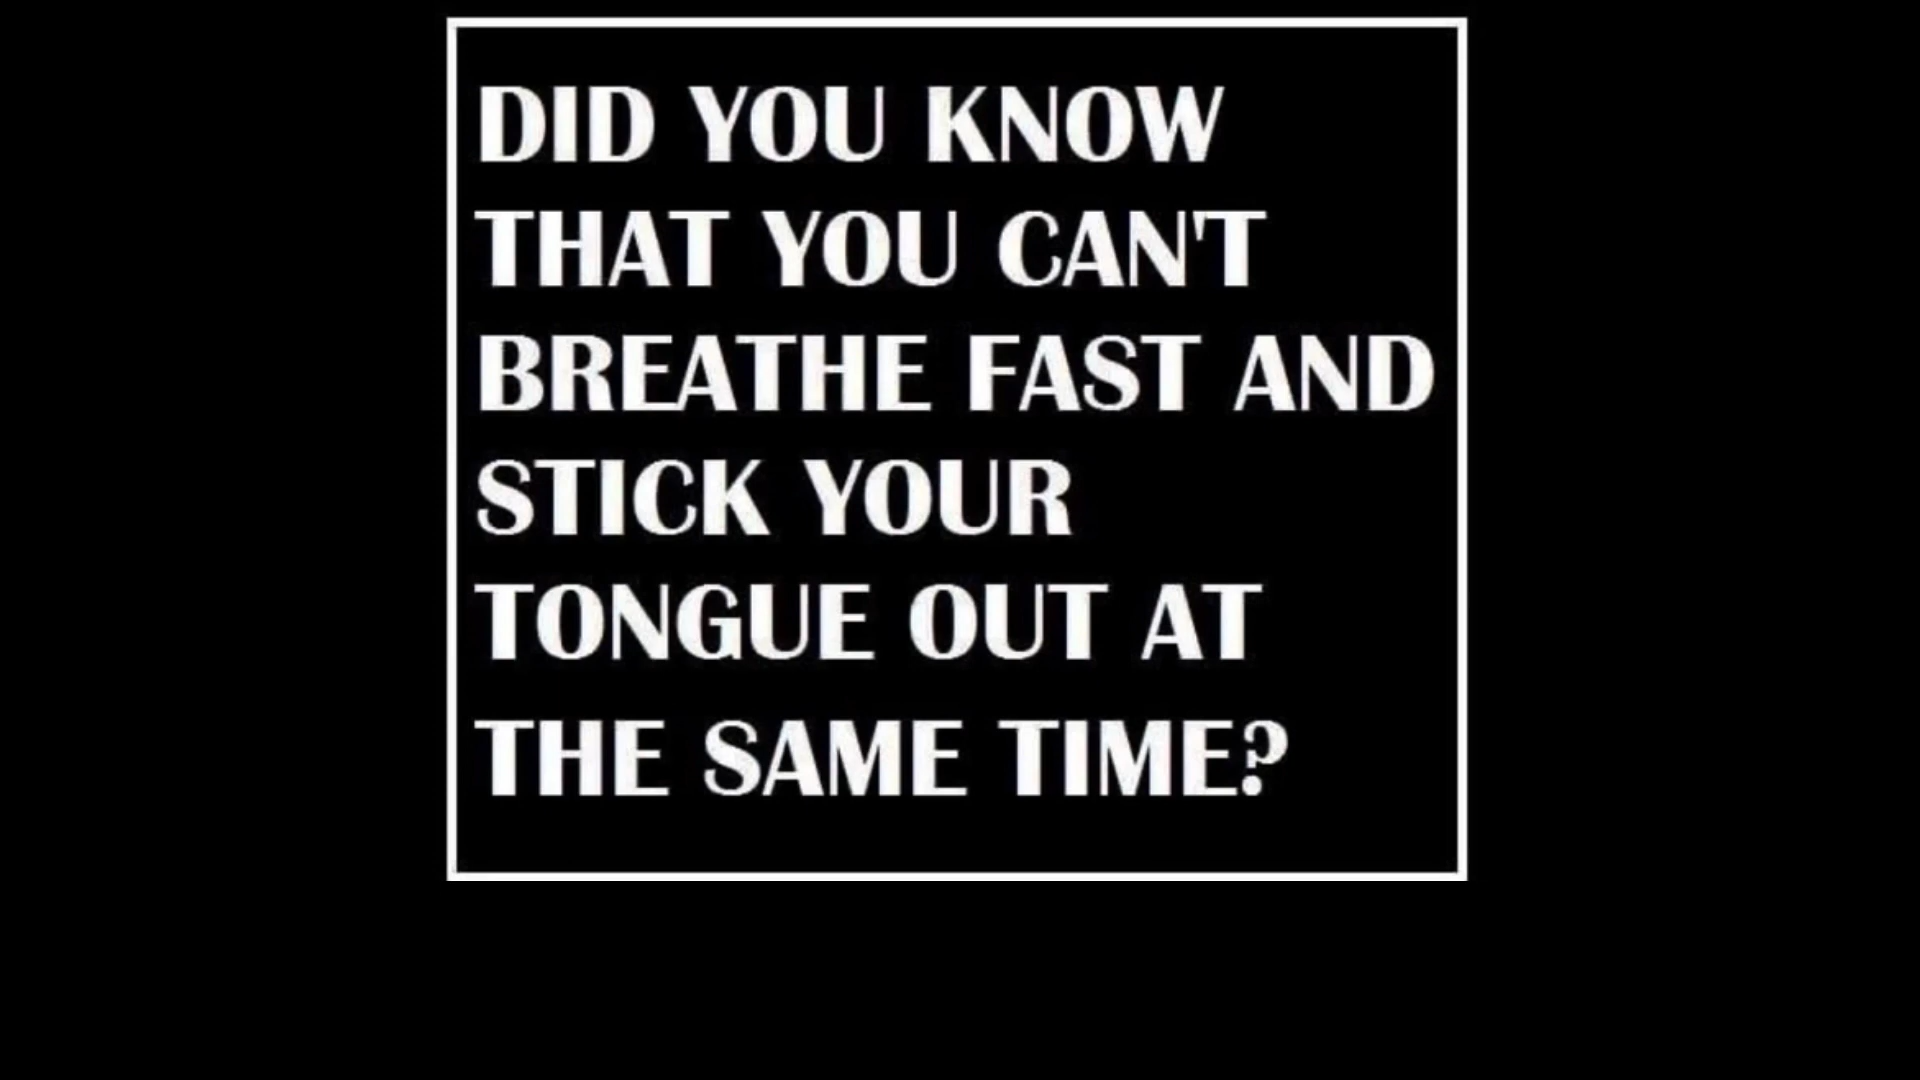 DID YOU KNOW
THAT YOU CAN'T
BREATHE FAST AND
STICK YOUR
TONGUE OUT AT
THE SAME TIME?